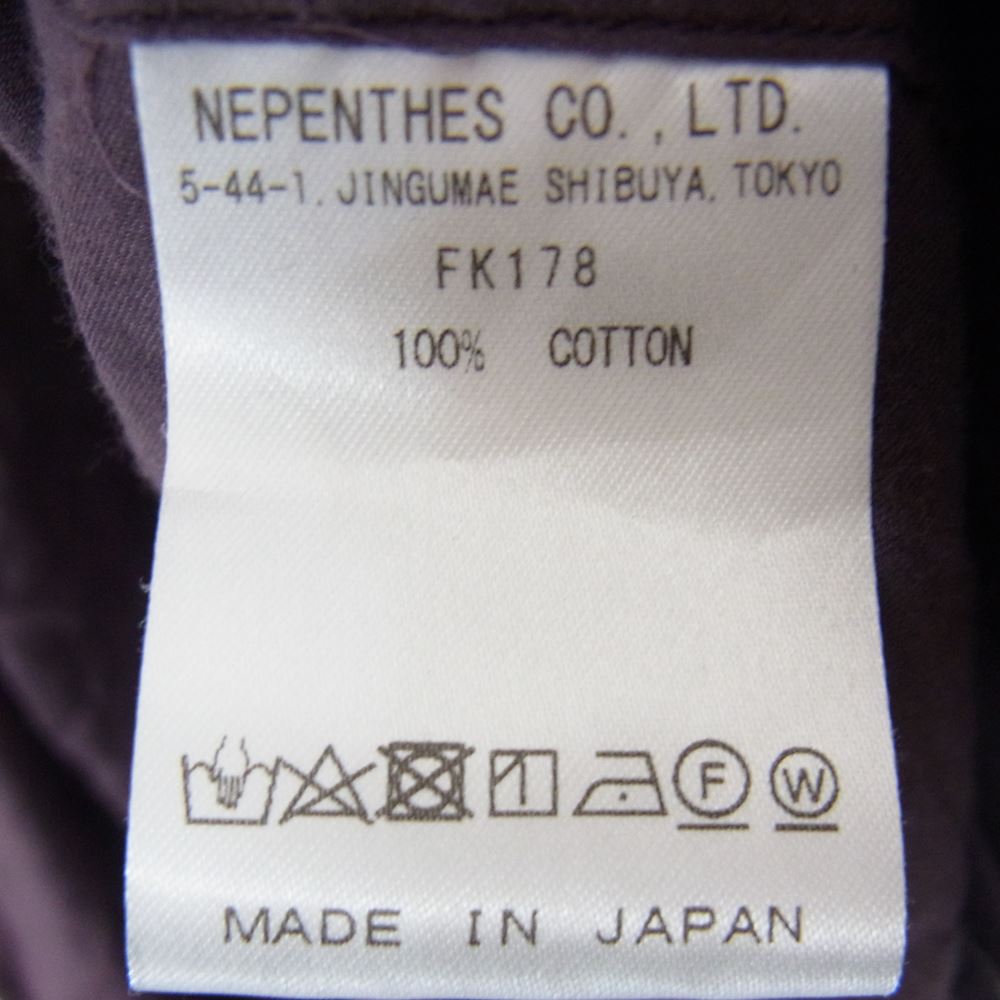 NEPENTHES CO., LTD.
5-44-1. JINGUMAE SHIBUYA. TOKYO
FK178
100% COTTON
F W
MADE IN JAPAN